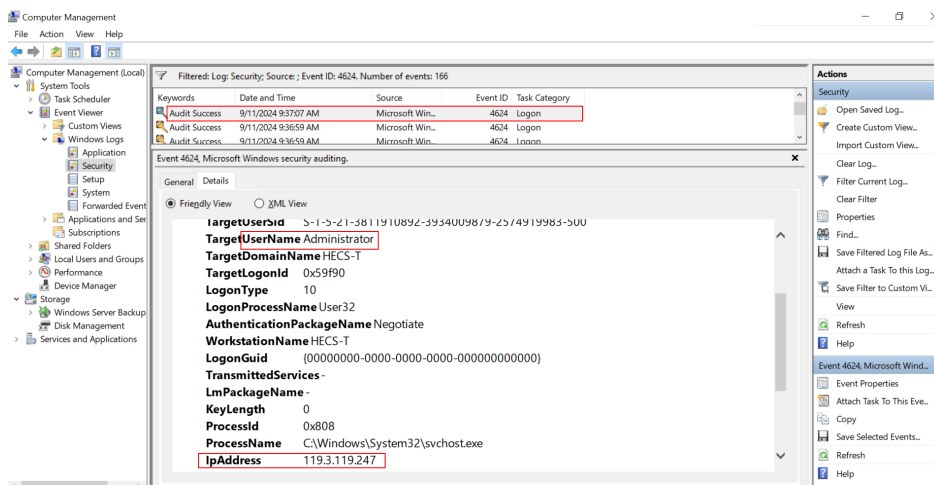 Computer Management
File Action View Help
Computer Management (Local)
System Tools
Task Scheduler
Event Viewer
Custom Views
Windows Logs
Application
Security
Setup
System
Forwarded Event
Applications and Ser
Subscriptions
Shared Folders
Local Users and Groups
Performance
Device Manager
Storage
Windows Server Backup
Disk Management
Services and Applications
Filtered: Log: Security; Source: ; Event ID: 4624. Number of events: 166
Keywords Date and Time Source Event ID Task Category
Audit Success 9/11/2024 9:37:07 AM Microsoft Win... 4624 Logon
Audit Success 9/11/2024 9:36:59 AM Microsoft Win... 4624 Logon
Audit Success 9/11/2024 9:36:59 AM Microsoft Win... 4624 Logon
Event 4624, Microsoft Windows security auditing.
General Details
Friendly View XML View
TargetUserSid S-1-5-21-3811910892-3934009879-2574919983-500
TargetUserName Administrator
TargetDomainName HECS-T
TargetLogonId 0x59f90
LogonType 10
LogonProcessName User32
AuthenticationPackageName Negotiate
WorkstationName HECS-T
LogonGuid {00000000-0000-0000-0000-000000000000}
TransmittedServices -
LmPackageName -
KeyLength 0
ProcessId 0x808
ProcessName C:\Windows\System32\svchost.exe
IpAddress 119.3.119.247
Actions
Security
Open Saved Log...
Create Custom View...
Import Custom View...
Clear Log...
Filter Current Log...
Clear Filter
Properties
Find...
Save Filtered Log File As...
Attach a Task To this Log...
Save Filter to Custom Vi...
View
Refresh
Help
Event 4624, Microsoft Wind...
Event Properties
Attach Task To This Eve...
Copy
Save Selected Events...
Refresh
Help